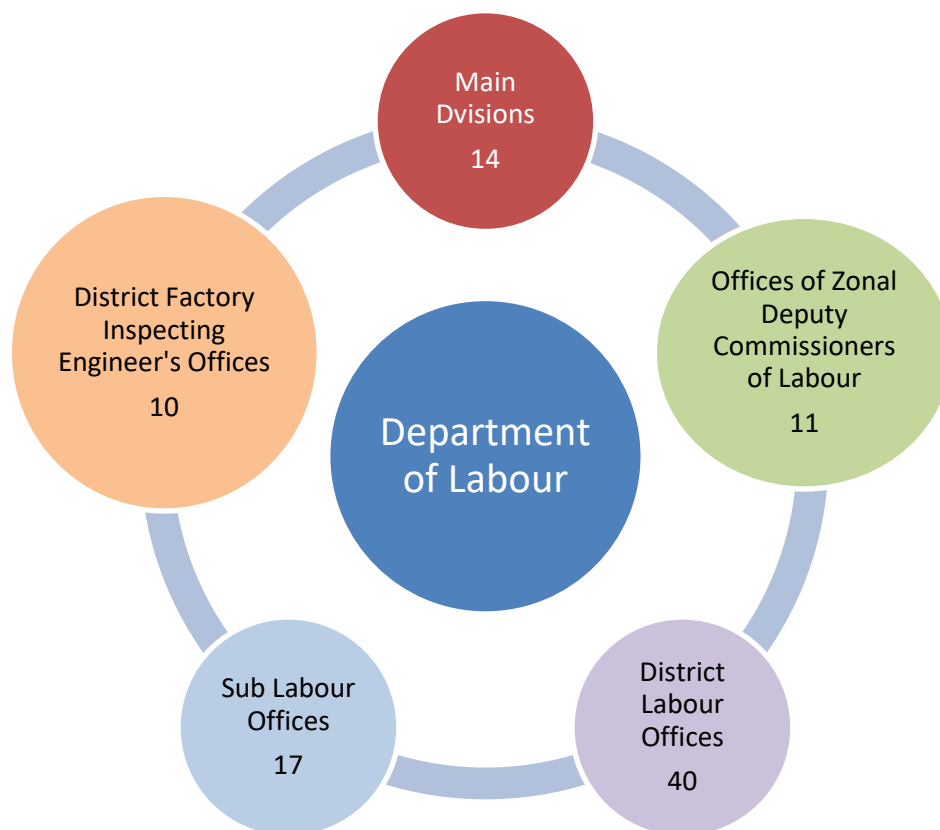 Main
Dvisions
14
Offices of Zonal
Deputy
Commissioners
of Labour
11
District
Labour
Offices
40
Sub Labour
Offices
17
District Factory
Inspecting
Engineer's Offices
10
Department
of Labour